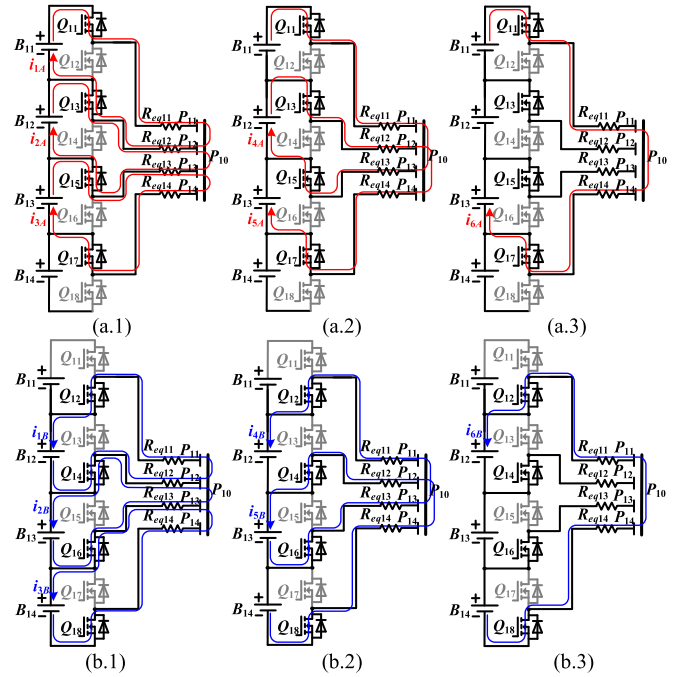 Q11
B11
Q12
i1A
Q13
Req11 P11
B12
Req12 P12
Q14
i2A
Req13 P13
P10
Q15
Req14 P14
B13
Q16
i3A
Q17
B14
Q18
(a.1)
Q11
B11
Q12
Q13
Req11 P11
B12
Req12 P12
Q14
i4A
Req13 P13
P10
Q15
Req14 P14
B13
Q16
i5A
Q17
B14
Q18
(a.2)
Q11
B11
Q12
Q13
Req11 P11
B12
Req12 P12
Q14
Req13 P13
P10
Q15
Req14 P14
B13
Q16
i6A
Q17
B14
Q18
(a.3)
Q11
B11
Q12
i1B
Q13
Req11 P11
B12
Q14
Req12 P12
P10
i2B
Req13 P13
Q15
Req14 P14
B13
Q16
i3B
Q17
B14
Q18
(b.1)
Q11
B11
Q12
i4B
Q13
Req11 P11
B12
Q14
Req12 P12
P10
i5B
Req13 P13
Q15
Req14 P14
B13
Q16
Q17
B14
Q18
(b.2)
Q11
B11
Q12
i6B
Q13
Req11 P11
B12
Q14
Req12 P12
P10
Req13 P13
Q15
Req14 P14
B13
Q16
Q17
B14
Q18
(b.3)